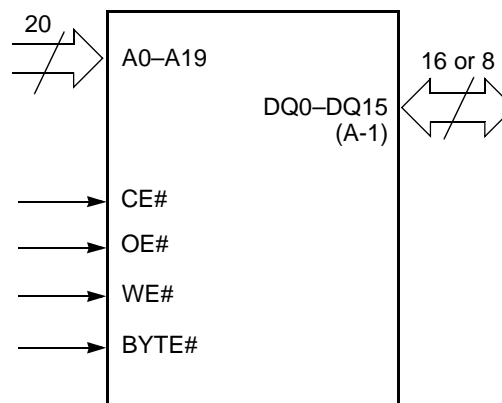 20
A0–A19
16 or 8
DQ0–DQ15
(A-1)
CE#
OE#
WE#
BYTE#